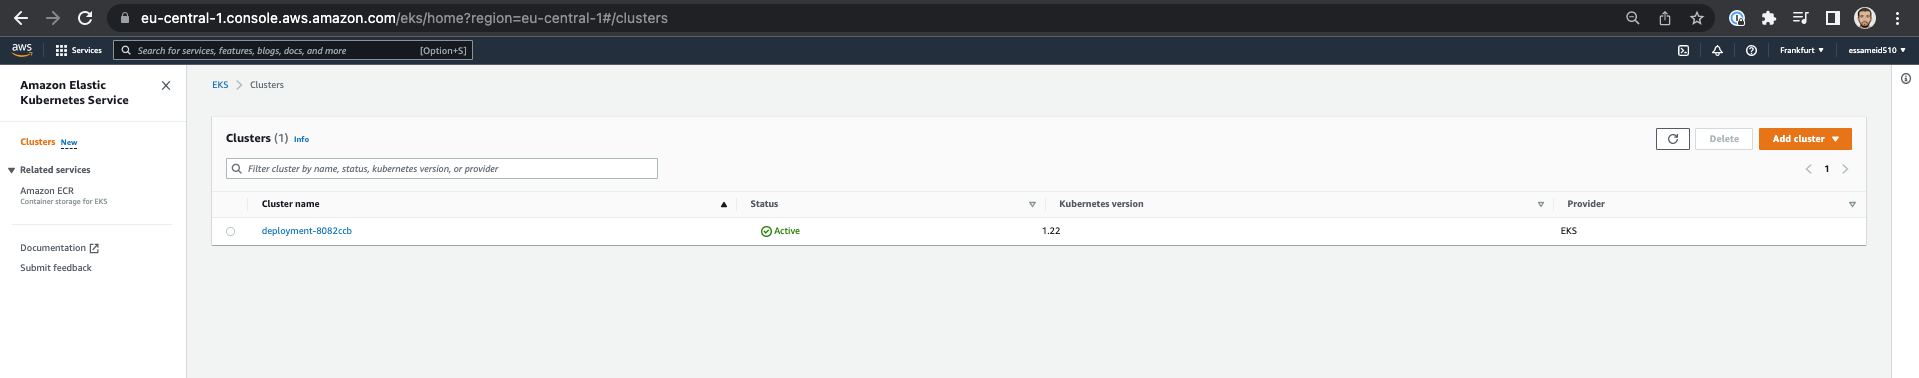 eu-central-1.console.aws.amazon.com/eks/home?region=eu-central-1#/clusters
aws
Services
Search for services, features, blogs, docs, and more
[Option+S]
Frankfurt
essameid510
Amazon Elastic
Kubernetes Service
Clusters New
Related services
Amazon ECR
Container storage for EKS
Documentation
Submit feedback
EKS > Clusters
Clusters (1) Info
Delete
Add cluster
Filter cluster by name, status, kubernetes version, or provider
< 1 >
Cluster name Status Kubernetes version Provider
deployment-8082ccb Active 1.22 EKS